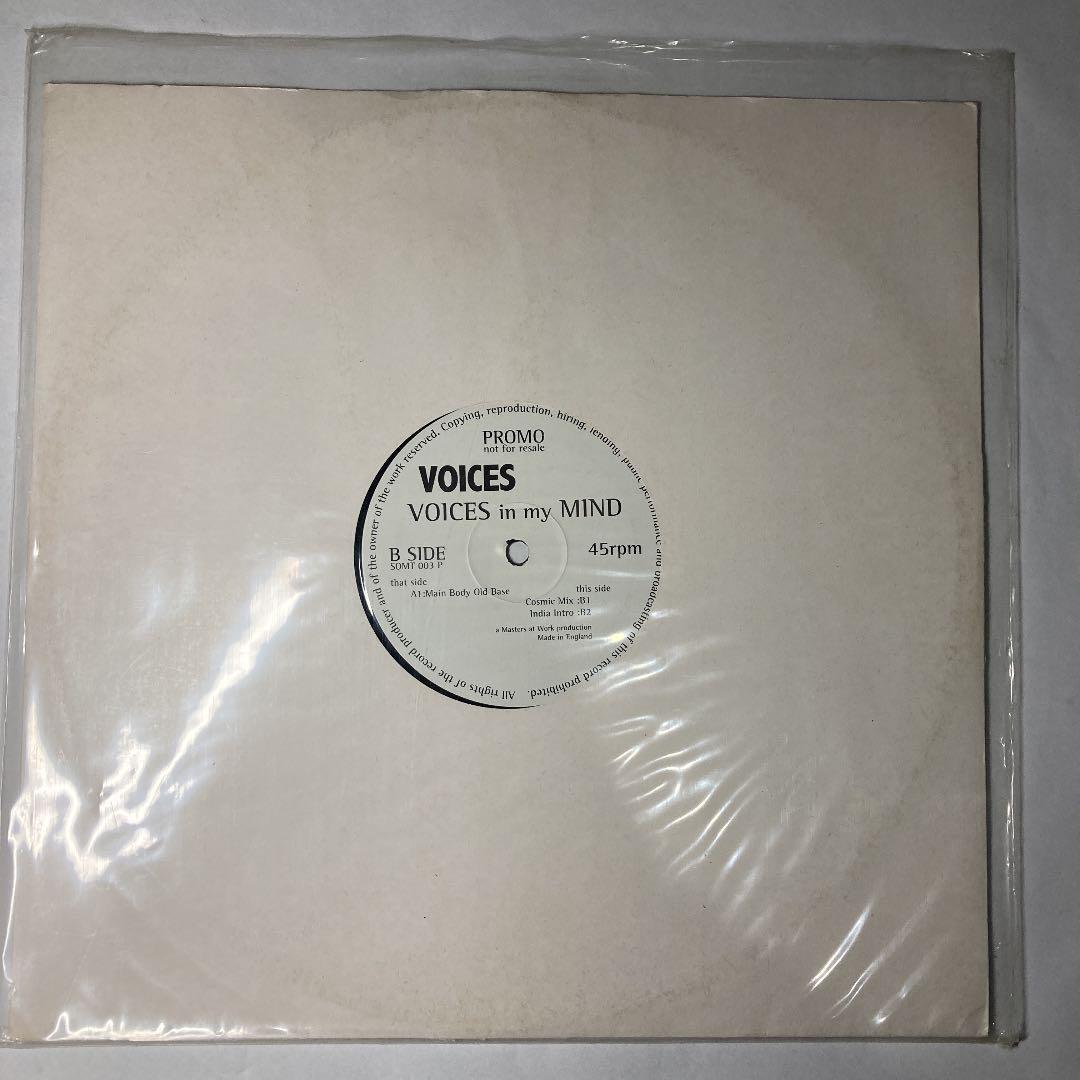 PROMO
not for resale
VOICES
VOICES in my MIND
B SIDE
45rpm
SOMT 003 P
that side
this side
A1:Main Body Old Base
Cosmic Mix :B1
India Intro :B2
a Masters at Work production
Made in England
All rights of the record producer and of the owner of the work reserved. Copying, reproduction, hiring, lending, public performance and broadcasting of this record prohibited.